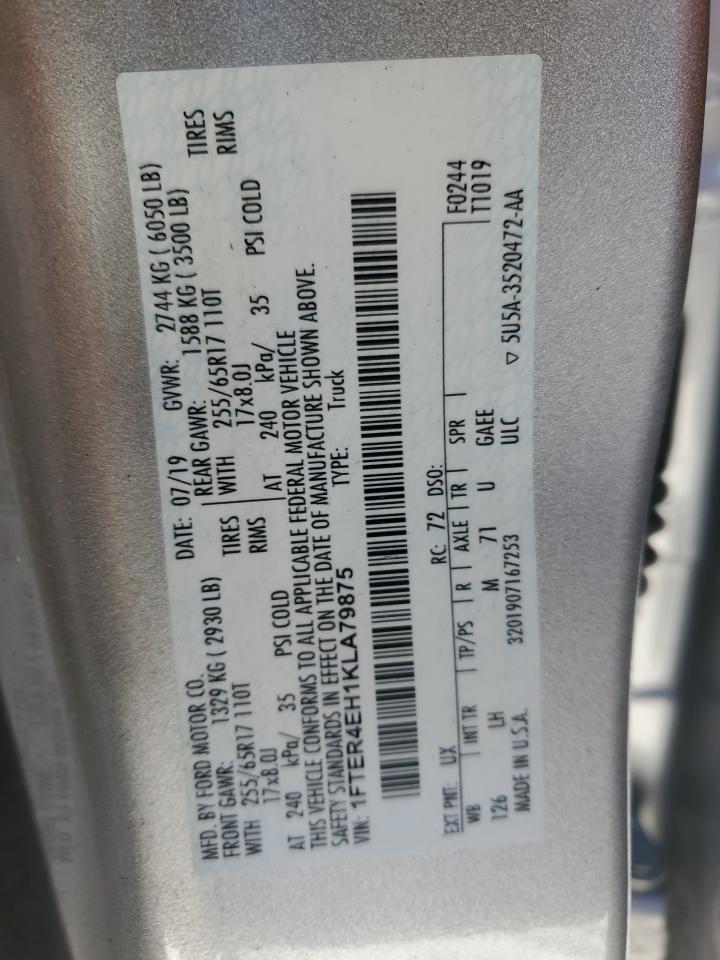 MFD. BY FORD MOTOR CO. DATE: 07/19 GVWR: 2744 KG ( 6050 LB)
FRONT GAWR: 1329 KG ( 2930 LB) REAR GAWR: 1588 KG ( 3500 LB)
WITH 255/65R17 110T TIRES WITH 255/65R17 110T TIRES
17x8.0J RIMS 17x8.0J RIMS
AT 240 kPa/ 35 PSI COLD AT 240 kPa/ 35 PSI COLD
THIS VEHICLE CONFORMS TO ALL APPLICABLE FEDERAL MOTOR VEHICLE
SAFETY STANDARDS IN EFFECT ON THE DATE OF MANUFACTURE SHOWN ABOVE.
VIN: 1FTER4EH1KLA79875 TYPE: Truck
EXT PNT: UX RC: 72 DSO: F0244
WB INT TR TP/PS R AXLE TR SPR T1019
126 LH M 71 U GAEE
MADE IN U.S.A. 3201907167253 ULC ▽ 5U5A-3520472-AA